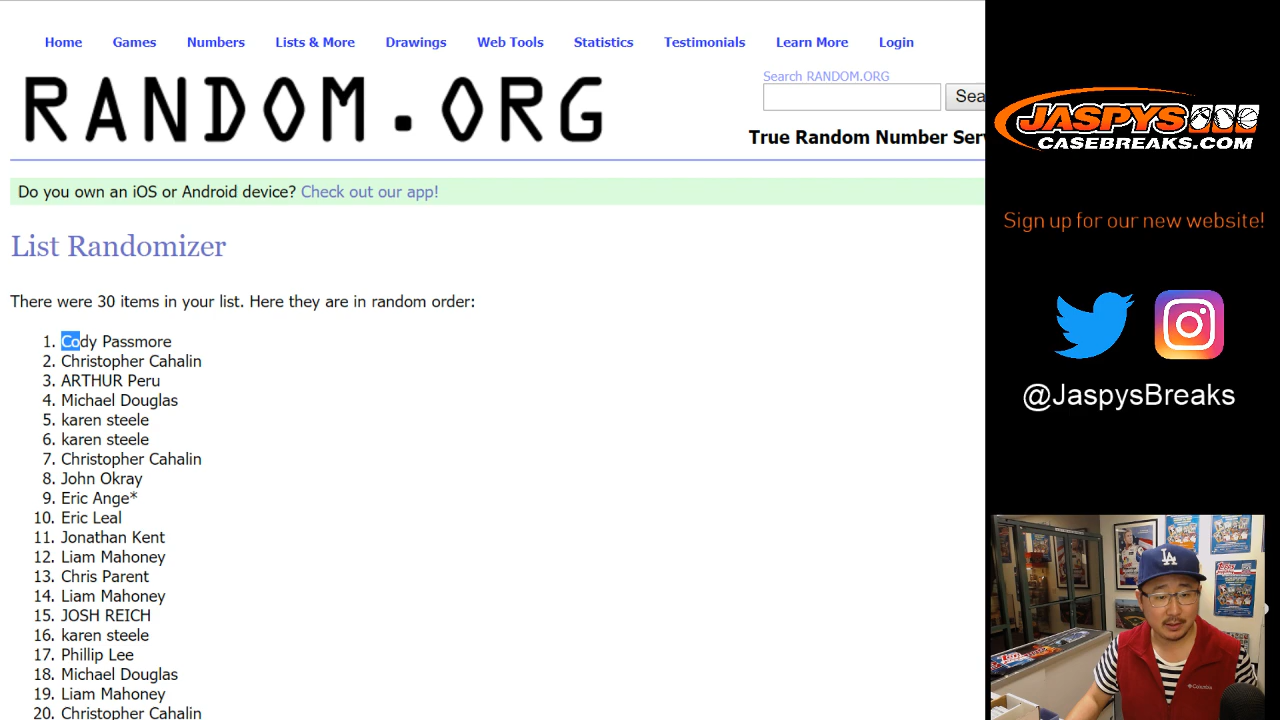 Home Games Numbers Lists & More Drawings Web Tools Statistics Testimonials Learn More Login
RANDOM.ORG
Search RANDOM.ORG
Sea
True Random Number Ser
Do you own an iOS or Android device? Check out our app!
List Randomizer
There were 30 items in your list. Here they are in random order:
1. Cody Passmore
2. Christopher Cahalin
3. ARTHUR Peru
4. Michael Douglas
5. karen steele
6. karen steele
7. Christopher Cahalin
8. John Okray
9. Eric Ange*
10. Eric Leal
11. Jonathan Kent
12. Liam Mahoney
13. Chris Parent
14. Liam Mahoney
15. JOSH REICH
16. karen steele
17. Phillip Lee
18. Michael Douglas
19. Liam Mahoney
20. Christopher Cahalin
JASPYS
CASEBREAKS.COM
Sign up for our new website!
@JaspysBreaks
LA
Topps
Columbia